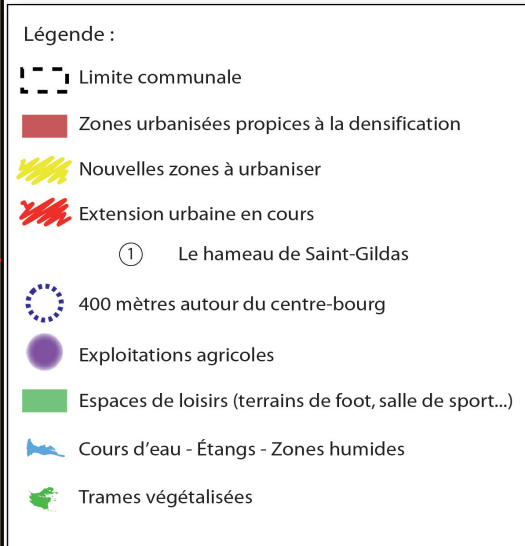 Légende :
Limite communale
Zones urbanisées propices à la densification
Nouvelles zones à urbaniser
Extension urbaine en cours
1 Le hameau de Saint-Gildas
400 mètres autour du centre-bourg
Exploitations agricoles
Espaces de loisirs (terrains de foot, salle de sport...)
Cours d'eau - Étangs - Zones humides
Trames végétalisées